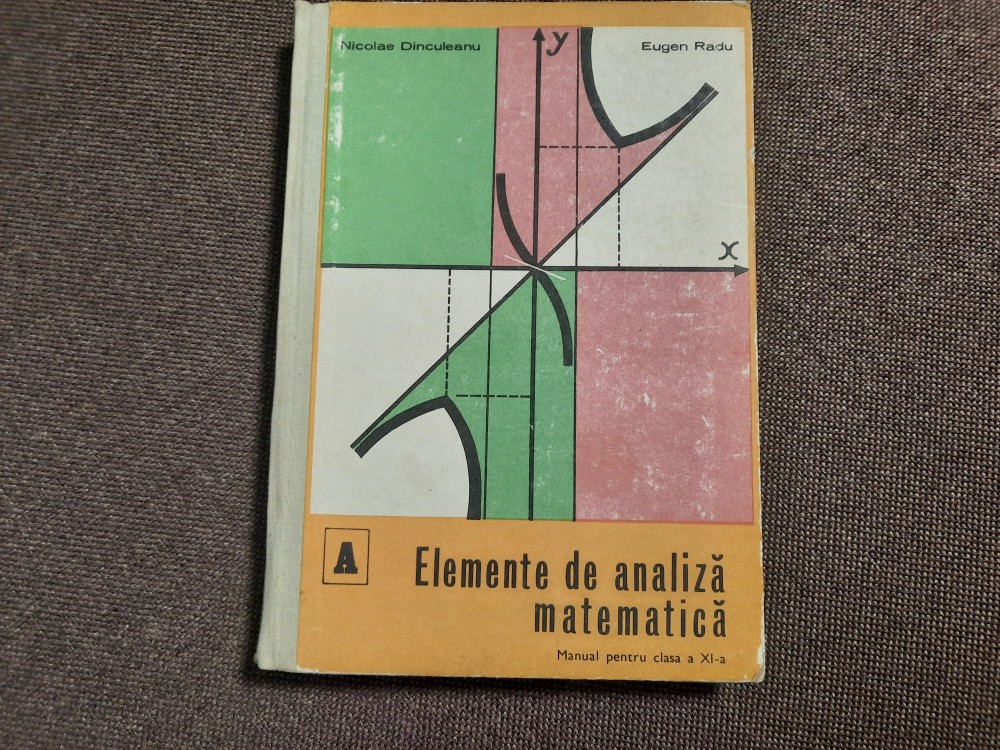 Nicolae Dinculeanu
Eugen Radu
y
x
A
Elemente de analiză
matematică
Manual pentru clasa a XI-a